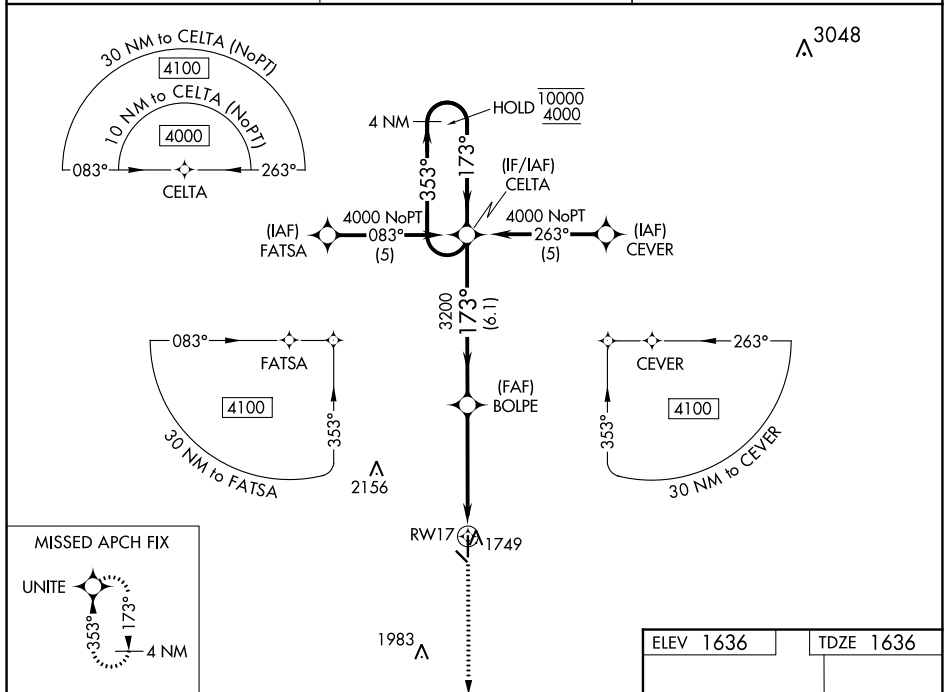 3048
30 NM to CELTA (NoPT)
4100
10 NM to CELTA (NoPT)
4000
083°
263°
CELTA
HOLD 10000
4000
4 NM
353°
173°
(IF/IAF)
CELTA
4000 NoPT
083°
(5)
(IAF)
FATSA
4000 NoPT
263°
(5)
(IAF)
CEVER
3200
173°
(6.1)
083°
FATSA
4100
353°
30 NM to FATSA
263°
CEVER
4100
353°
30 NM to CEVER
(FAF)
BOLPE
2156
RW17
1749
MISSED APCH FIX
UNITE
353°
173°
4 NM
1983
ELEV 1636
TDZE 1636